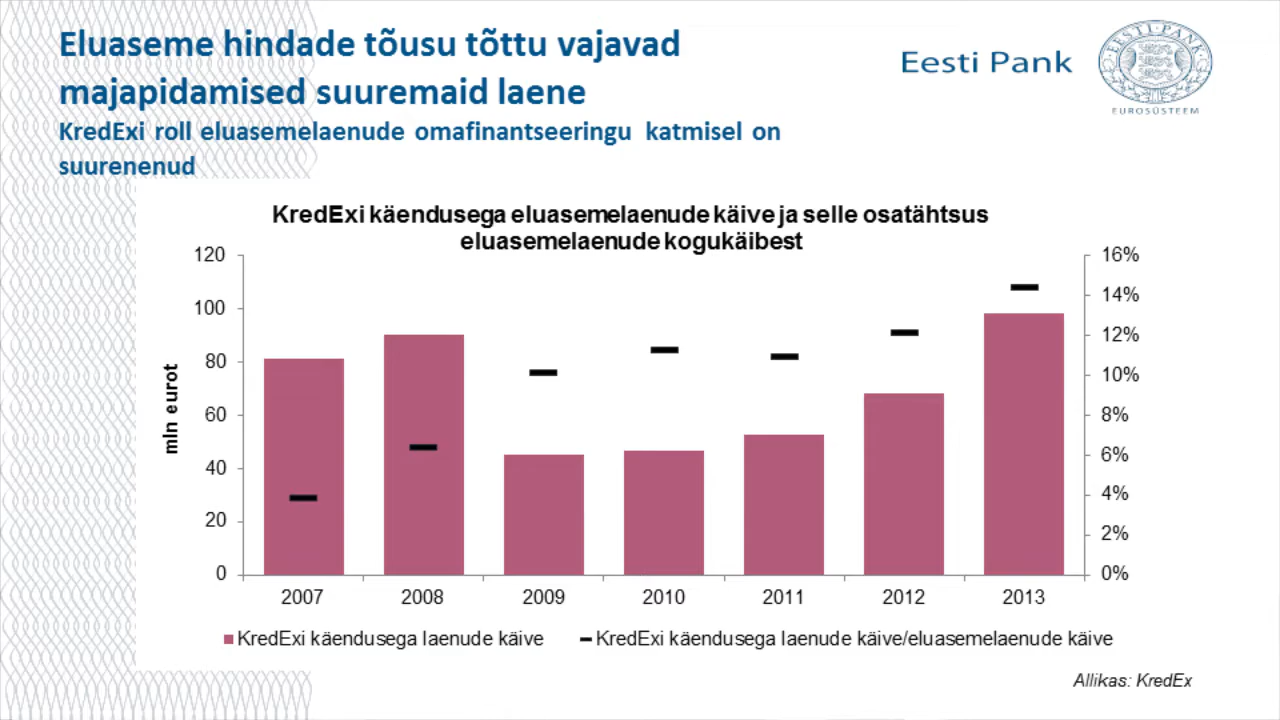 Eluaseme hindade tõusu tõttu vajavad
majapidamised suuremaid laene
KredExi roll eluasemelaenude omafinantseeringu katmisel on
suurenenud
Eesti Pank
EESTI·PANK
EUROSÜSTEEM
KredExi käendusega eluasemelaenude käive ja selle osatähtsus
eluasemelaenude kogukäibest
mln eurot
120
100
80
60
40
20
0
16%
14%
12%
10%
8%
6%
4%
2%
0%
2007 2008 2009 2010 2011 2012 2013
KredExi käendusega laenude käive
KredExi käendusega laenude käive/eluasemelaenude käive
Allikas: KredEx